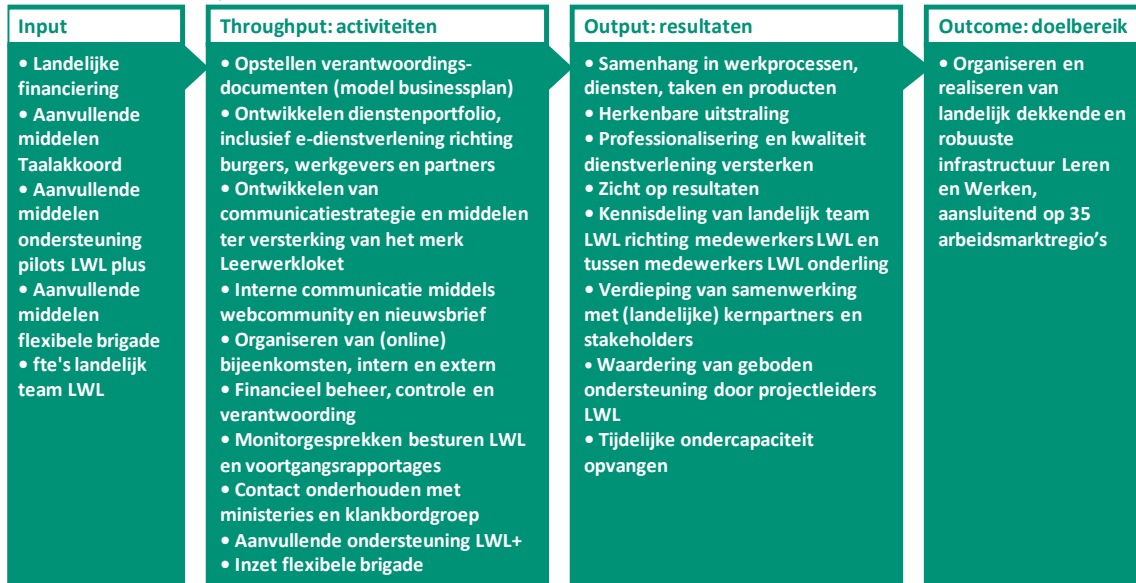 Input
• Landelijke
financiering
• Aanvullende
middelen
Taalakkoord
• Aanvullende
middelen
ondersteuning
pilots LWL plus
• Aanvullende
middelen
flexibele brigade
• fte's landelijk
team LWL
Throughput: activiteiten
• Opstellen verantwoordings-
documenten (model businessplan)
• Ontwikkelen dienstenportfolio,
inclusief e-dienstverlening richting
burgers, werkgevers en partners
• Ontwikkelen van
communicatiestrategie en middelen
ter versterking van het merk
Leerwerkloket
• Interne communicatie middels
webcommunity en nieuwsbrief
• Organiseren van (online)
bijeenkomsten, intern en extern
• Financieel beheer, controle en
verantwoording
• Monitorgesprekken besturen LWL
en voortgangsrapportages
• Contact onderhouden met
ministeries en klankbordgroep
• Aanvullende ondersteuning LWL+
• Inzet flexibele brigade
Output: resultaten
• Samenhang in werkprocessen,
diensten, taken en producten
• Herkenbare uitstraling
• Professionalisering en kwaliteit
dienstverlening versterken
• Zicht op resultaten
• Kennisdeling van landelijk team
LWL richting medewerkers LWL en
tussen medewerkers LWL onderling
• Verdieping van samenwerking
met (landelijke) kernpartners en
stakeholders
• Waardering van geboden
ondersteuning door projectleiders
LWL
• Tijdelijke ondercapaciteit
opvangen
Outcome: doelbereik
• Organiseren en
realiseren van
landelijk dekkende en
robuuste
infrastructuur Leren
en Werken,
aansluitend op 35
arbeidsmarktregio's